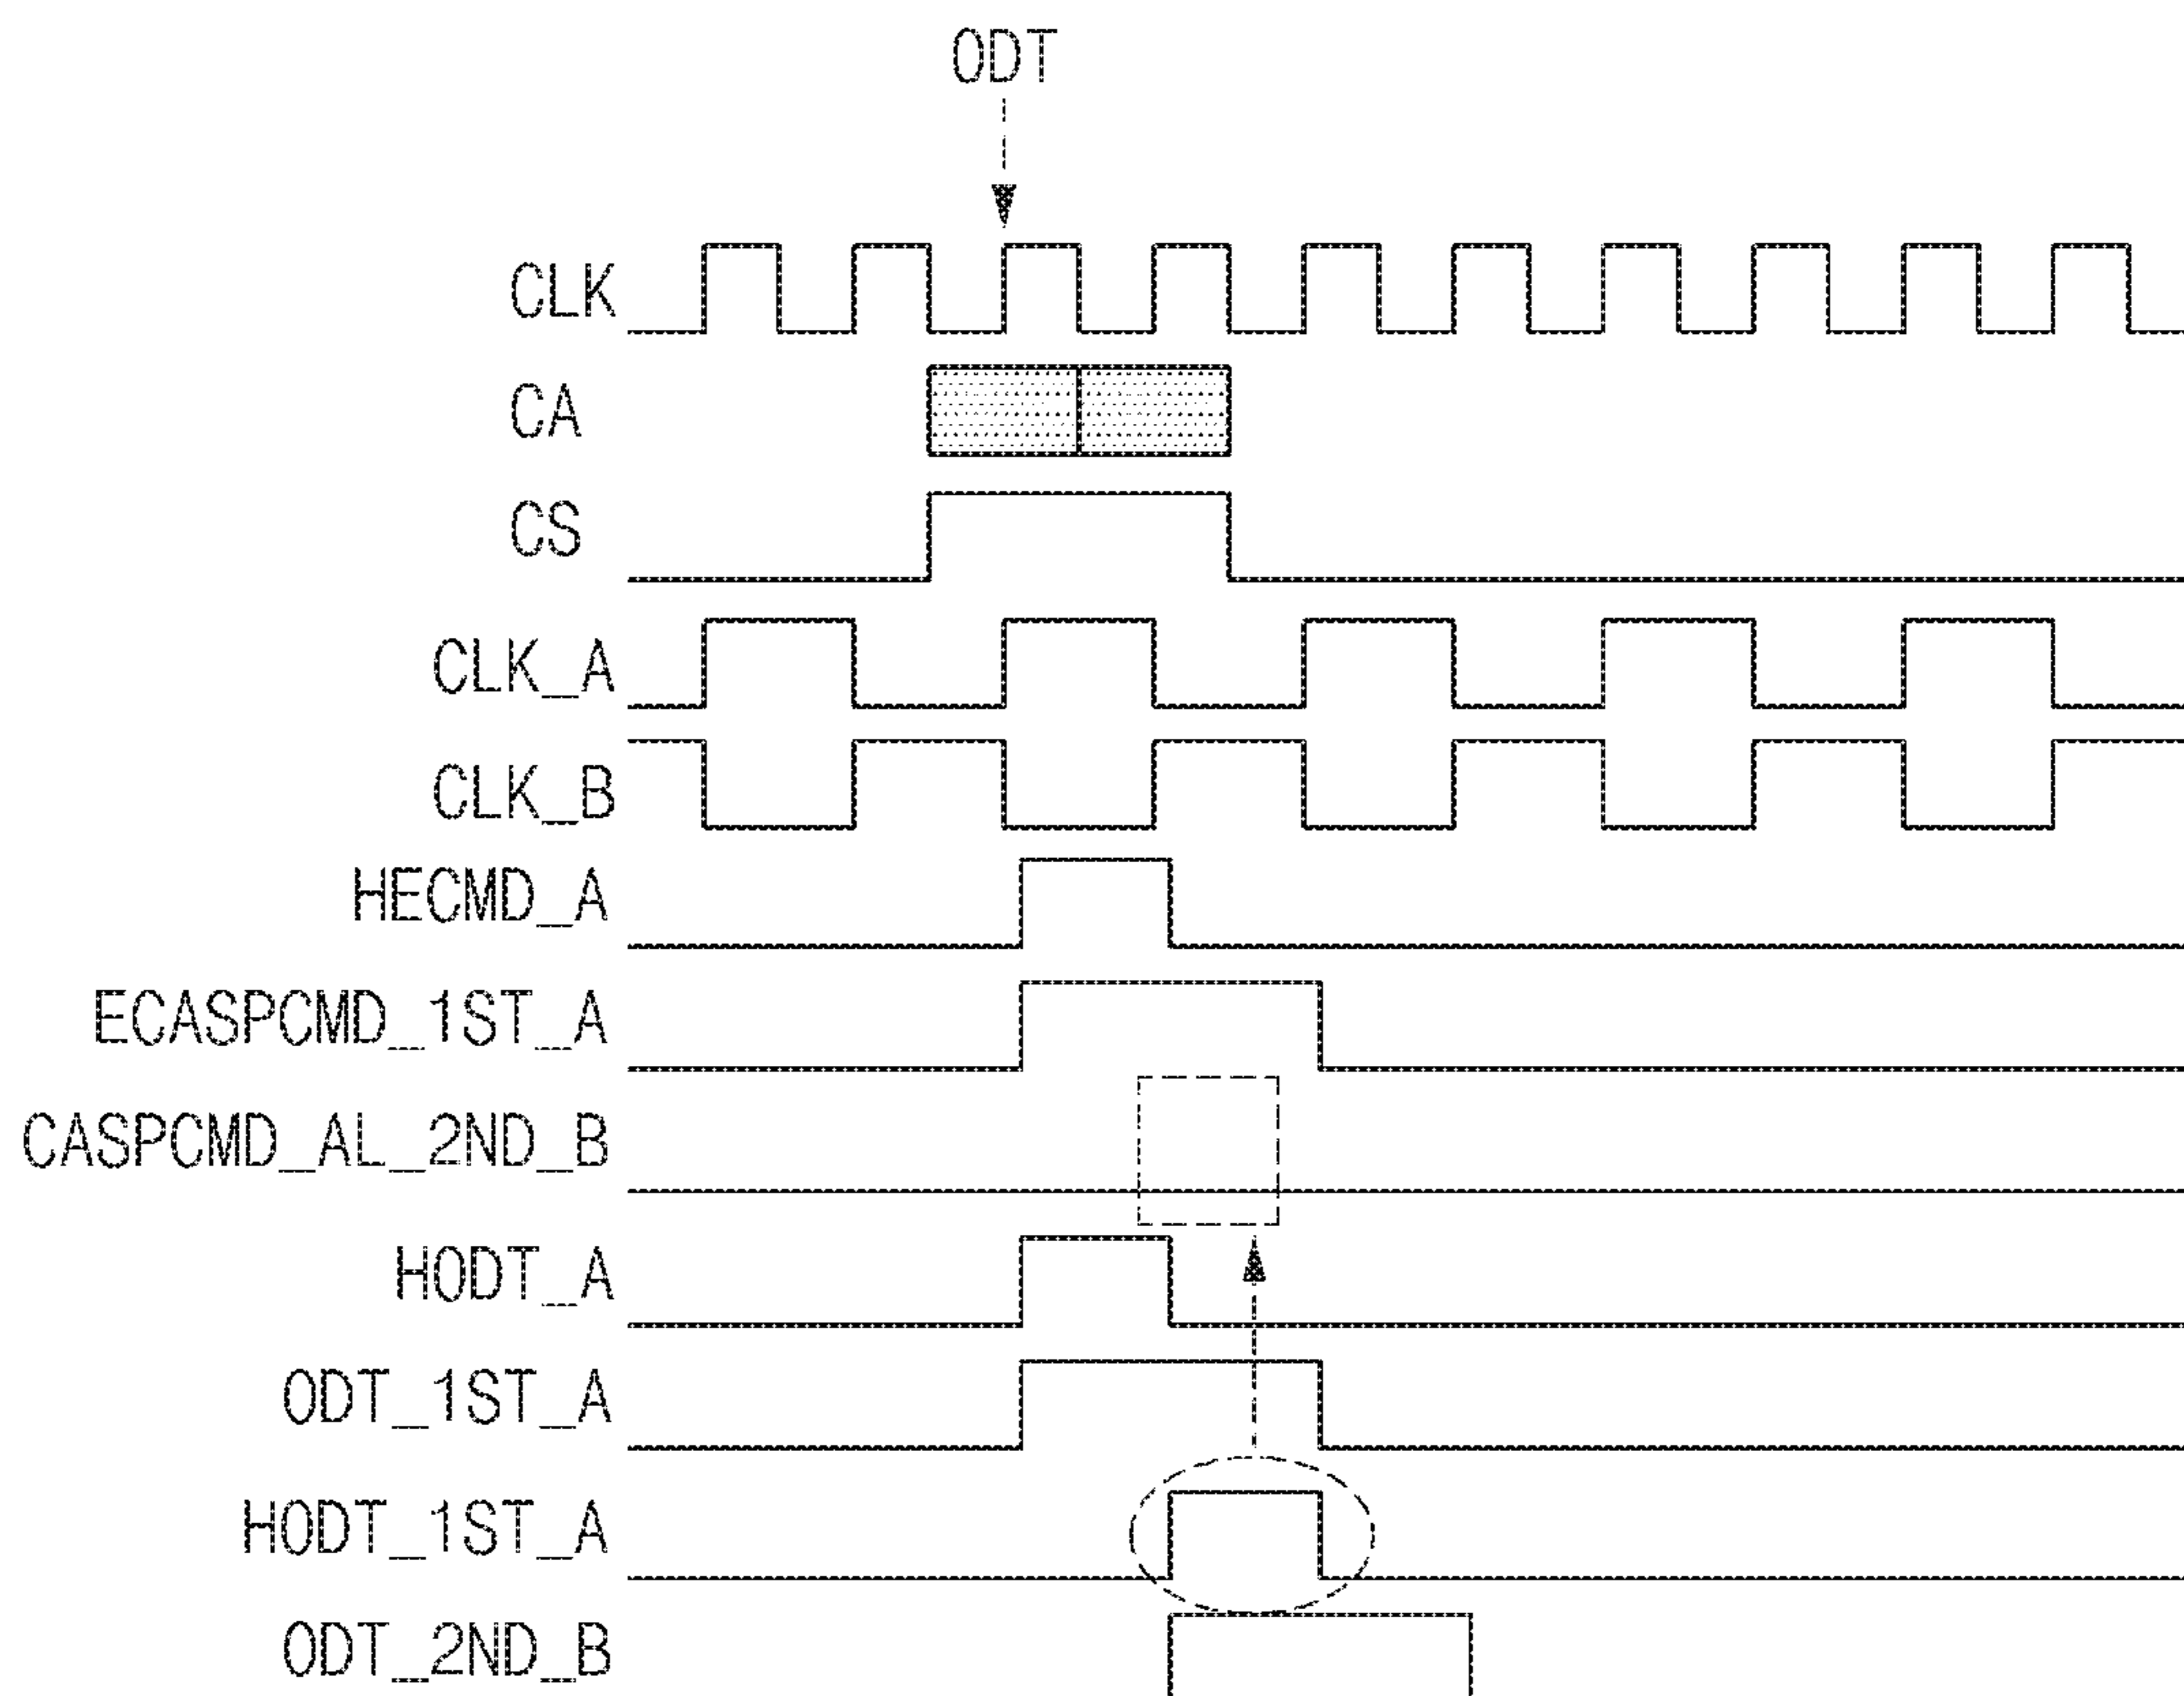 ODT
CLK
CA
CS
CLK_A
CLK_B
HECMD_A
ECASPCMD_1ST_A
CASPCMD_AL_2ND_B
HODT_A
ODT_1ST_A
HODT_1ST_A
ODT_2ND_B